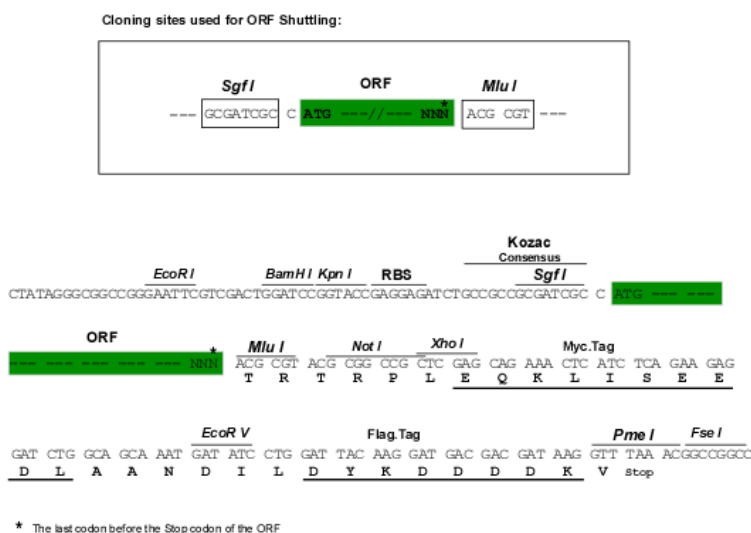 Cloning sites used for ORF Shuttling:
Sgf I ORF Mlu I
*
--- GCGATCGC C ATG ---//--- NNN ACG CGT ---
Kozac
Consensus
EcoR I BamH I Kpn I RBS Sgf I
CTATAGGGCGGCCGGGAATTCGTCGACTGGATCCGGTACCGAGGAGATCTGCCGCCGCGATCGC C ATG --- ---
ORF
* Mlu I Not I Xho I Myc.Tag
--- --- --- --- --- --- NNN ACG CGT ACG CGG CCG CTC GAG CAG AAA CTC ATC TCA GAA GAG
T R T R P L E Q K L I S E E
EcoR V Flag.Tag Pme I Fse I
GAT CTG GCA GCA AAT GAT ATC CTG GAT TAC AAG GAT GAC GAC GAT AAG GTT TAA ACGGCCGGCC
D L A A N D I L D Y K D D D D K V Stop
* The last codon before the Stop codon of the ORF